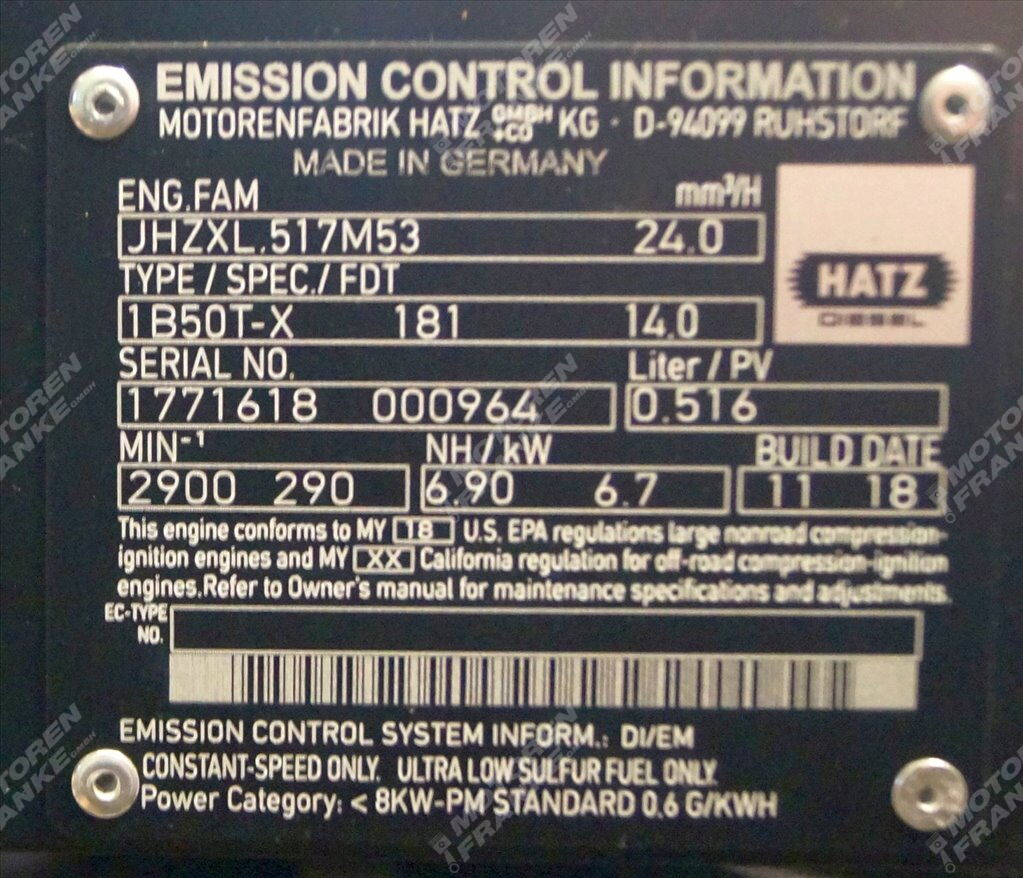 EMISSION CONTROL INFORMATION
MOTORENFABRIK HATZ GMBH +CO KG · D-94099 RUHSTORF
MADE IN GERMANY
ENG.FAM mm³/H
JHZXL.517M53 24.0
TYPE / SPEC./ FDT
1B50T-X 181 14.0
HATZ
DIESEL
SERIAL NO. Liter / PV
1771618 000964 0.516
MIN⁻¹ NH / kW BUILD DATE
2900 290 6.90 6.7 11 18
This engine conforms to MY 18 U.S. EPA regulations large nonroad compression-
ignition engines and MY XX California regulation for off-road compression-ignition
engines.Refer to Owner's manual for maintenance specifications and adjustments.
EC-TYPE
NO.
EMISSION CONTROL SYSTEM INFORM.: DI/EM
CONSTANT-SPEED ONLY. ULTRA LOW SULFUR FUEL ONLY.
Power Category: < 8KW-PM STANDARD 0.6 G/KWH
MOTOREN
FRANKE GMBH